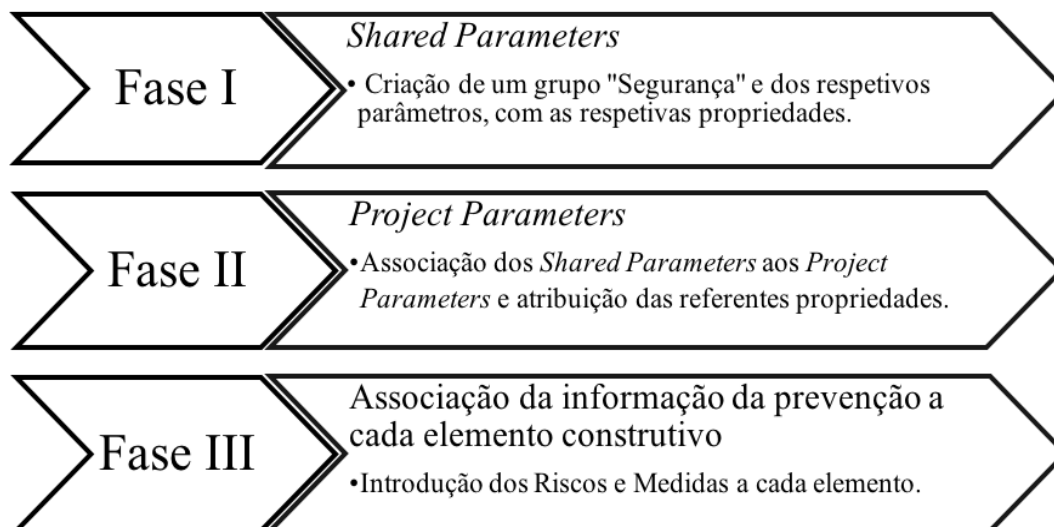 Fase I
Shared Parameters
• Criação de um grupo "Segurança" e dos respetivos
parâmetros, com as respetivas propriedades.
Fase II
Project Parameters
•Associação dos Shared Parameters aos Project
Parameters e atribuição das referentes propriedades.
Fase III
Associação da informação da prevenção a
cada elemento construtivo
•Introdução dos Riscos e Medidas a cada elemento.